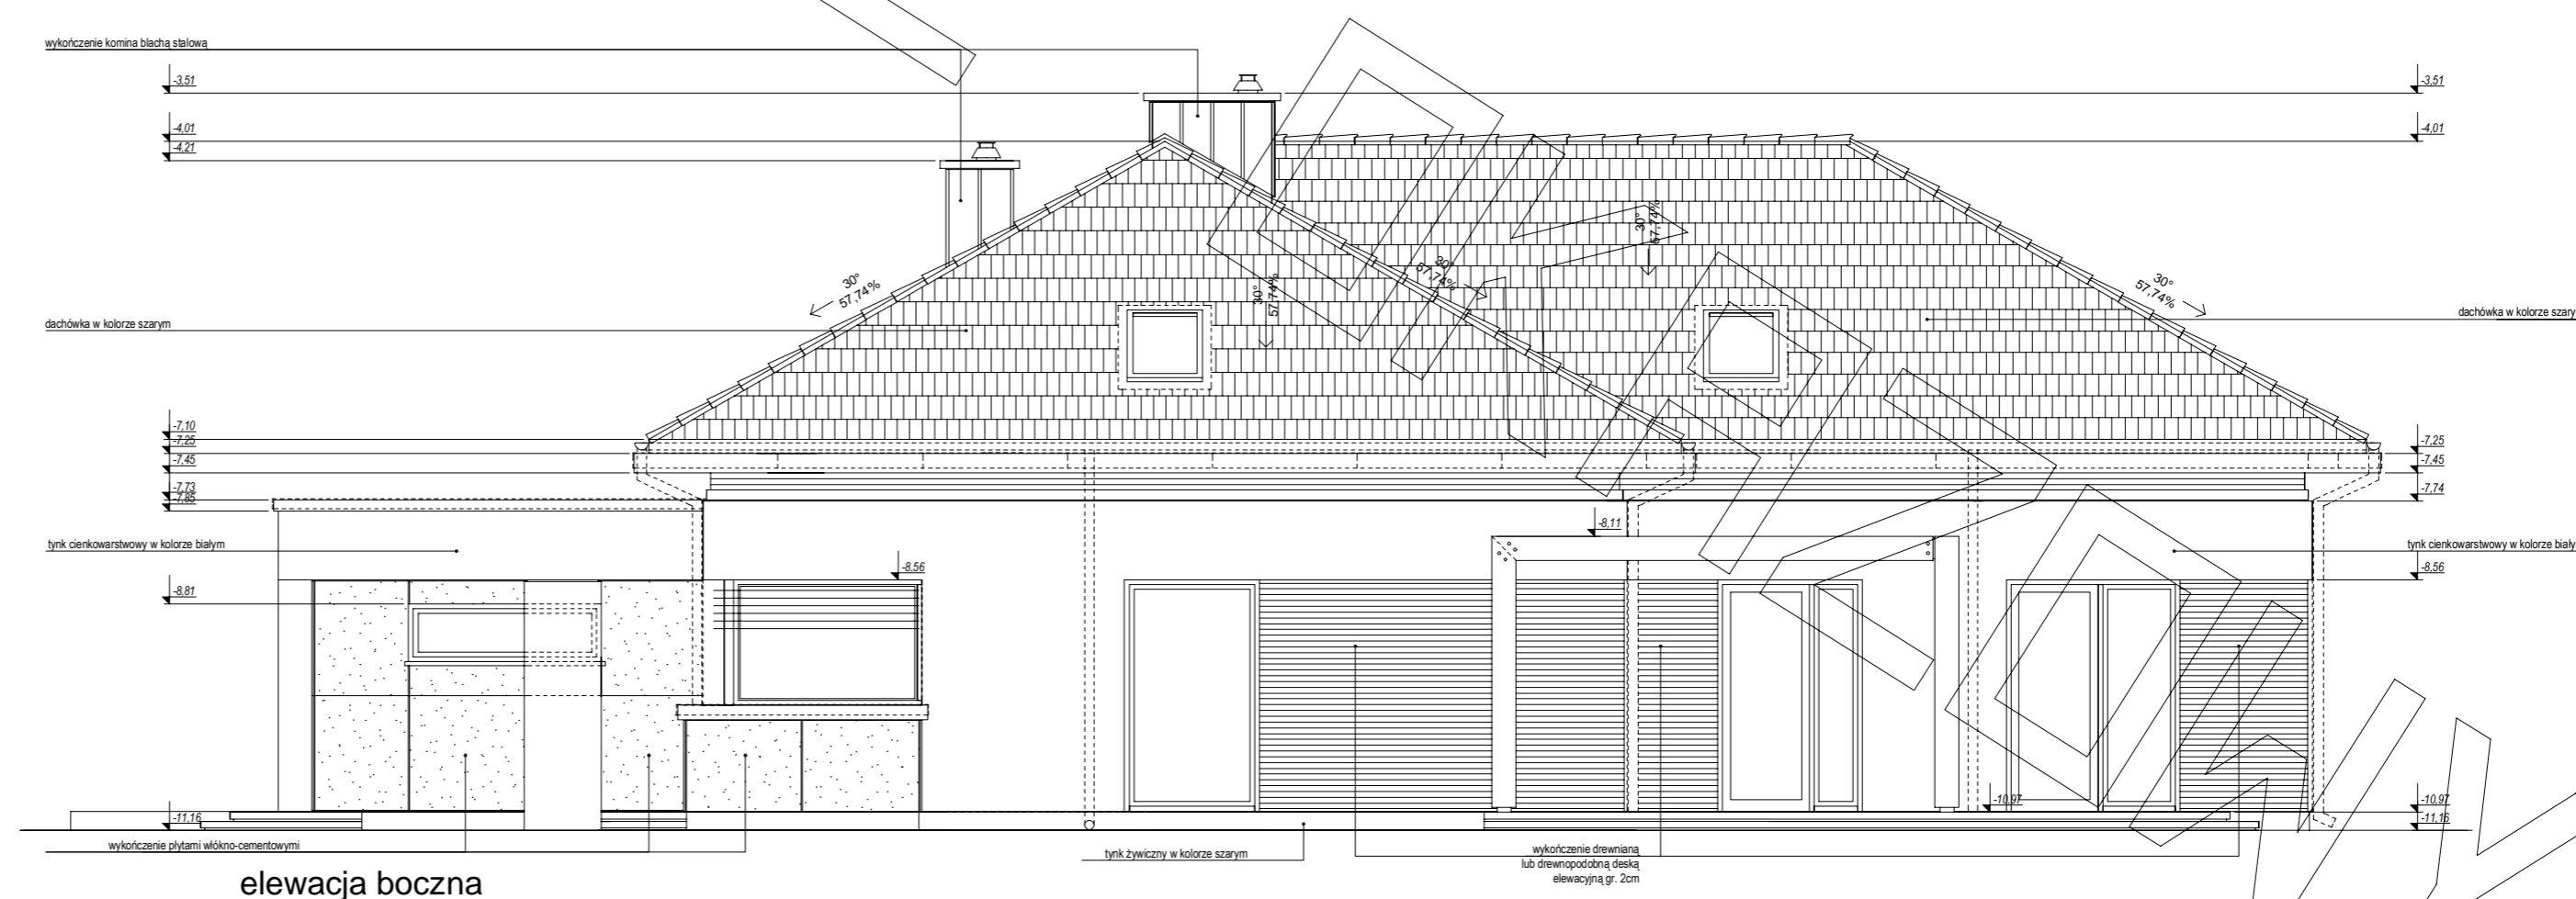 wykończenie komina blachą stalową
-3,51
-3,51
-4,01
-4,01
-4,21
30°
57,74%
30°
57,74%
30°
57,74%
30°
57,74%
30°
57,74%
dachówka w kolorze szarym
dachówka w kolorze szary
-7,10
-7,25
-7,25
-7,45
-7,45
-7,73
-7,74
-7,85
-8,11
tynk cienkowarstwowy w kolorze białym
tynk cienkowarstwowy w kolorze biały
-8,56
-8,56
-8,81
-10,97
-10,97
-11,16
-11,16
wykończenie płytami włókno-cementowymi
tynk żywiczny w kolorze szarym
wykończenie drewnianą
lub drewnopodobną deską
elewacyjną gr. 2cm
elewacja boczna